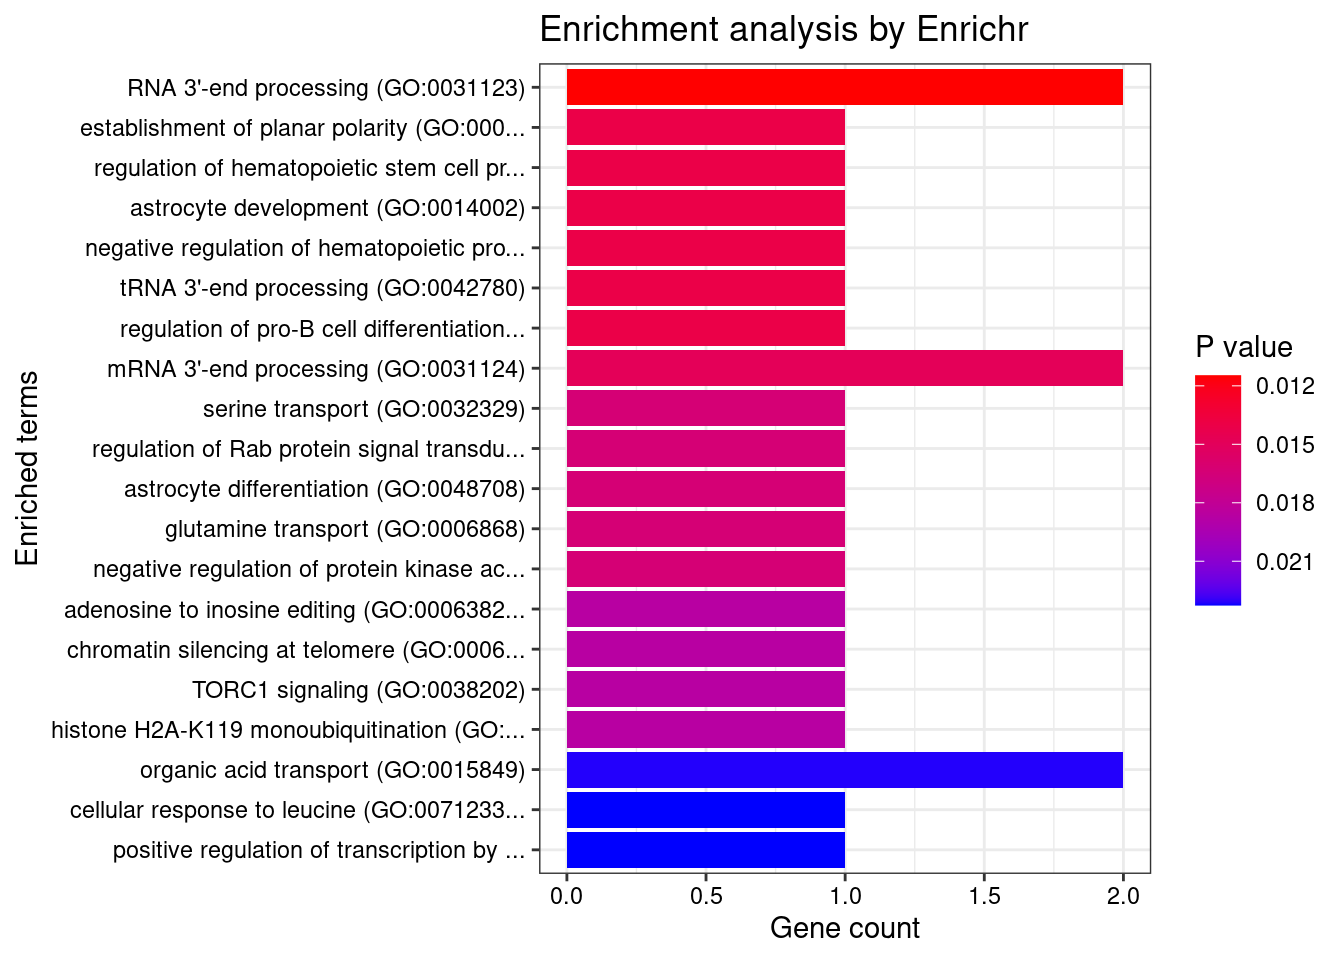 Enrichment analysis by Enrichr
RNA 3'-end processing (GO:0031123)
establishment of planar polarity (GO:000...
regulation of hematopoietic stem cell pr...
astrocyte development (GO:0014002)
negative regulation of hematopoietic pro...
tRNA 3'-end processing (GO:0042780)
regulation of pro-B cell differentiation...
mRNA 3'-end processing (GO:0031124)
serine transport (GO:0032329)
regulation of Rab protein signal transdu...
astrocyte differentiation (GO:0048708)
glutamine transport (GO:0006868)
negative regulation of protein kinase ac...
adenosine to inosine editing (GO:0006382...
chromatin silencing at telomere (GO:0006...
TORC1 signaling (GO:0038202)
histone H2A-K119 monoubiquitination (GO:...
organic acid transport (GO:0015849)
cellular response to leucine (GO:0071233...
positive regulation of transcription by ...
Enriched terms
0.0 0.5 1.0 1.5 2.0
Gene count
P value
0.012
0.015
0.018
0.021